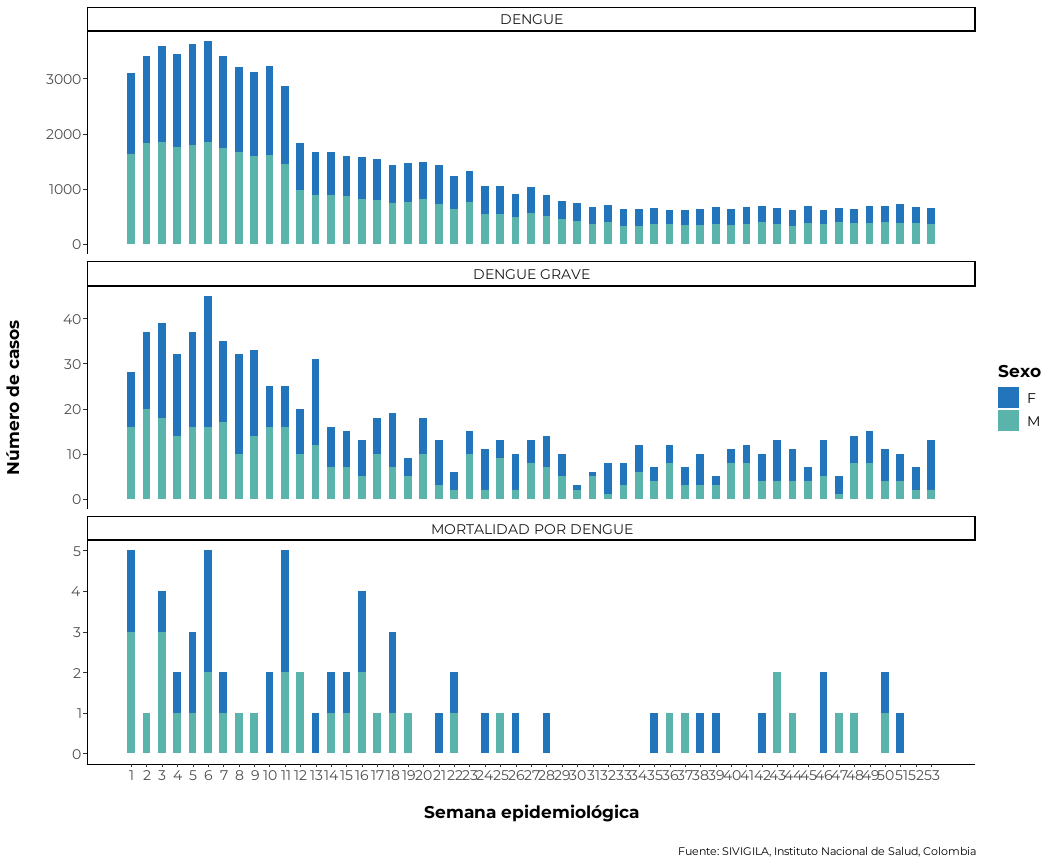 DENGUE
3000
2000
1000
0
DENGUE GRAVE
40
30
20
10
0
MORTALIDAD POR DENGUE
5
4
3
2
1
0
1 2 3 4 5 6 7 8 9 10 11 12 13 14 15 16 17 18 19 20 21 22 23 24 25 26 27 28 29 30 31 32 33 34 35 36 37 38 39 40 41 42 43 44 45 46 47 48 49 50 51 52 53
Número de casos
Semana epidemiológica
Sexo
F
M
Fuente: SIVIGILA, Instituto Nacional de Salud, Colombia